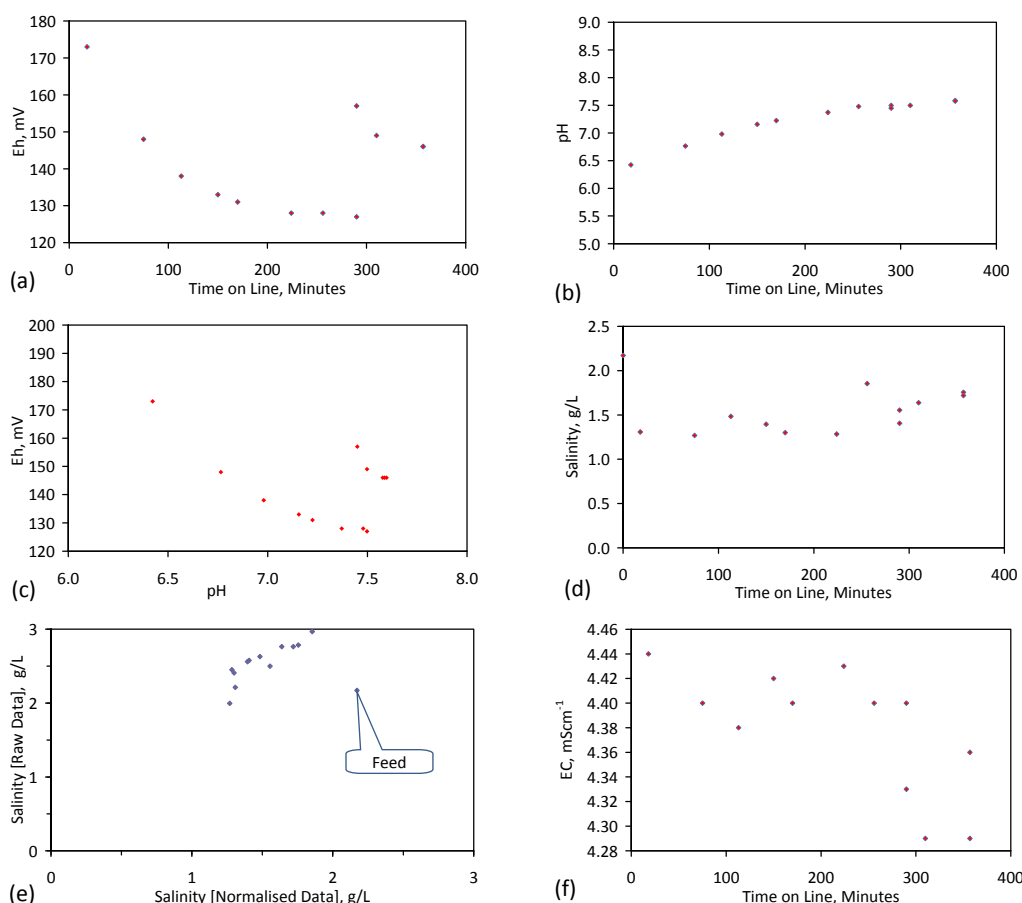 180
170
160
150
140
130
120
Eh, mV
0 100 200 300 400
Time on Line, Minutes
(a)
9.0
8.5
8.0
7.5
7.0
6.5
6.0
5.5
5.0
pH
0 100 200 300 400
Time on Line, Minutes
(b)
200
190
180
170
160
150
140
130
120
Eh, mV
6.0 6.5 7.0 7.5 8.0
pH
(c)
2.5
2.0
1.5
1.0
0.5
0.0
Salinity, g/L
0 100 200 300 400
Time on Line, Minutes
(d)
3
2
1
0
Salinity [Raw Data], g/L
Feed
0 1 2 3
Salinity [Normalised Data], g/L
(e)
4.46
4.44
4.42
4.40
4.38
4.36
4.34
4.32
4.30
4.28
EC, mScm-1
0 100 200 300 400
Time on Line, Minutes
(f)